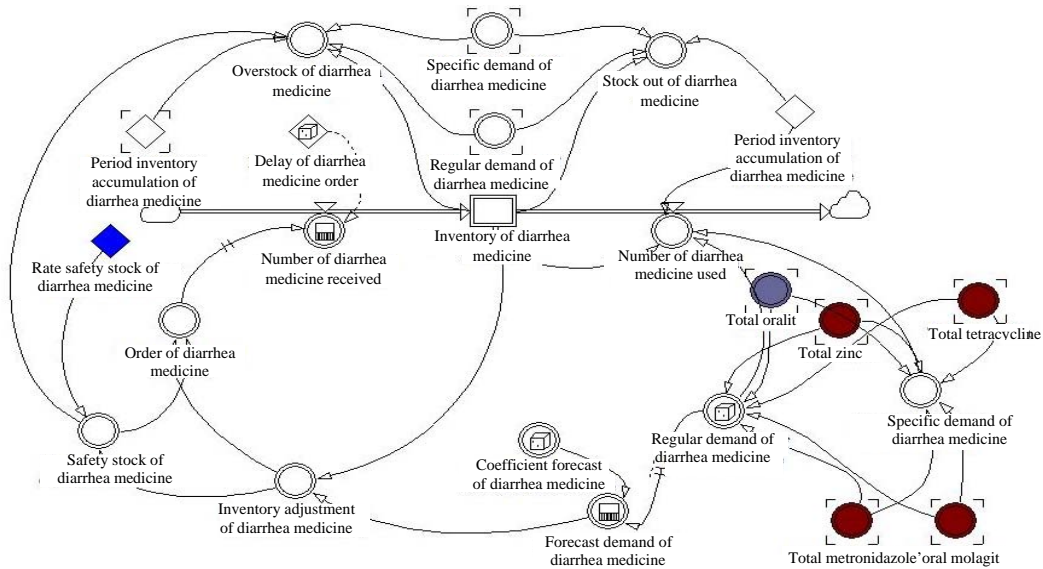 Overstock of diarrhea
medicine
Specific demand of
diarrhea medicine
Stock out of diarrhea
medicine
Period inventory
accumulation of
diarrhea medicine
Delay of diarrhea
medicine order
Regular demand of
diarrhea medicine
Period inventory
accumulation of
diarrhea medicine
Rate safety stock of
diarrhea medicine
Number of diarrhea
medicine received
Inventory of diarrhea
medicine
Number of diarrhea
medicine used
Total oralit
Total zinc
Total tetracycline
Order of diarrhea
medicine
Safety stock of
diarrhea medicine
Inventory adjustment
of diarrhea medicine
Coefficient forecast
of diarrhea medicine
Regular demand of
diarrhea medicine
Specific demand of
diarrhea medicine
Forecast demand of
diarrhea medicine
Total metronidazole'oral molagit